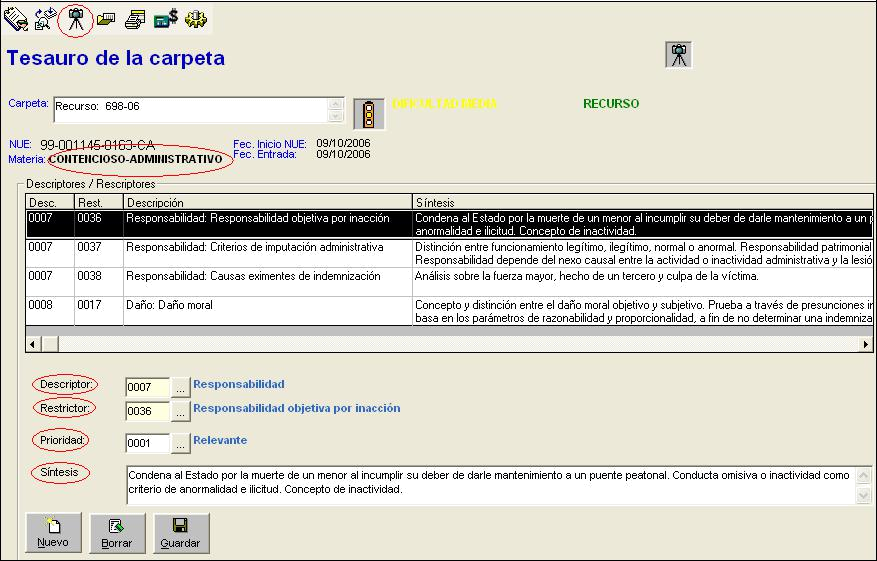 Tesauro de la carpeta
Carpeta: Recurso: 698-06
DIFICULTAD MEDIA
RECURSO
NUE: 99-001145-0163-CA Fec. Inicio NUE: 09/10/2006
Materia: CONTENCIOSO-ADMINISTRATIVO Fec. Entrada: 09/10/2006
Descriptores / Rescriptores
Desc. Rest. Descripción Síntesis
0007 0036 Responsabilidad: Responsabilidad objetiva por inacción Condena al Estado por la muerte de un menor al incumplir su deber de darle mantenimiento a un
anormalidad e ilicitud. Concepto de inactividad.
0007 0037 Responsabilidad: Criterios de imputación administrativa Distinción entre funcionamiento legítimo, ilegítimo, normal o anormal. Responsabilidad patrimonial
Responsabilidad depende del nexo causal entre la actividad o inactividad administrativa y la lesió
0007 0038 Responsabilidad: Causas eximentes de indemnización Análisis sobre la fuerza mayor, hecho de un tercero y culpa de la víctima.
0008 0017 Daño: Daño moral Concepto y distinción entre el daño moral objetivo y subjetivo. Prueba a través de presunciones in
basa en los parámetros de razonabilidad y proporcionalidad, a fin de no determinar una indemniza
Descriptor: 0007 ... Responsabilidad
Restrictor: 0036 ... Responsabilidad objetiva por inacción
Prioridad: 0001 ... Relevante
Síntesis Condena al Estado por la muerte de un menor al incumplir su deber de darle mantenimiento a un puente peatonal. Conducta omisiva o inactividad como
criterio de anormalidad e ilicitud. Concepto de inactividad.
Nuevo Borrar Guardar